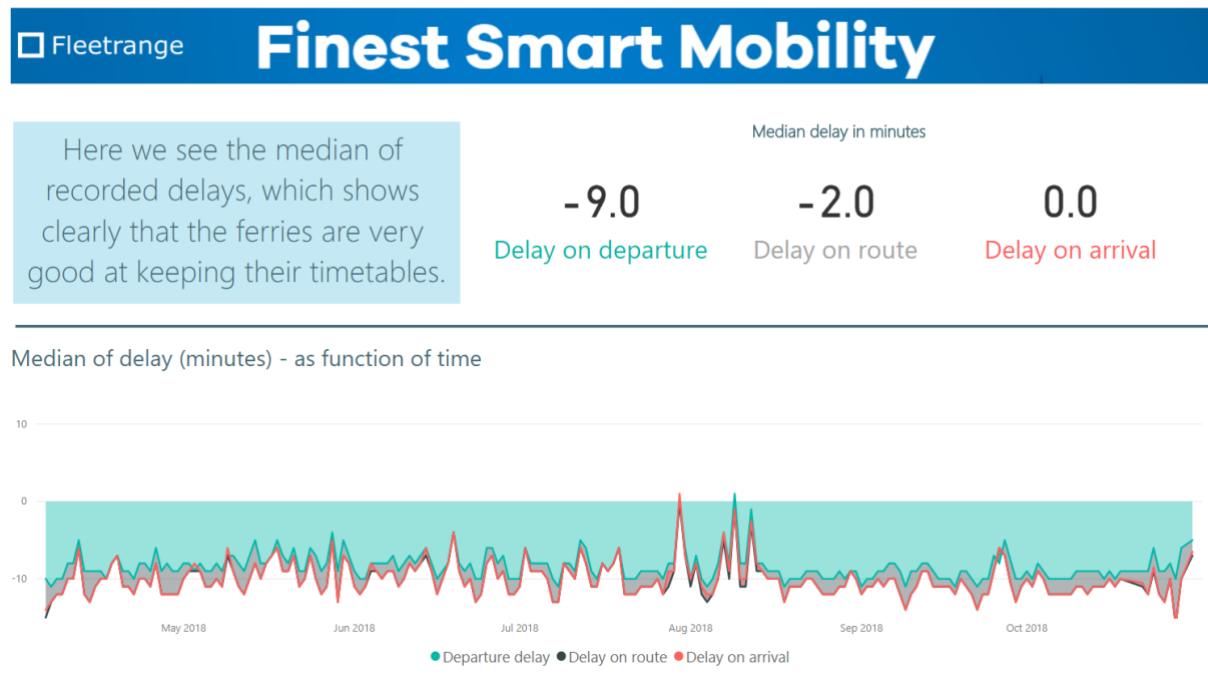 Fleetrange
Finest Smart Mobility
Here we see the median of
recorded delays, which shows
clearly that the ferries are very
good at keeping their timetables.
Median delay in minutes
-9.0
-2.0
0.0
Delay on departure
Delay on route
Delay on arrival
Median of delay (minutes) - as function of time
10
0
-10
May 2018
Jun 2018
Jul 2018
Aug 2018
Sep 2018
Oct 2018
Departure delay
Delay on route
Delay on arrival